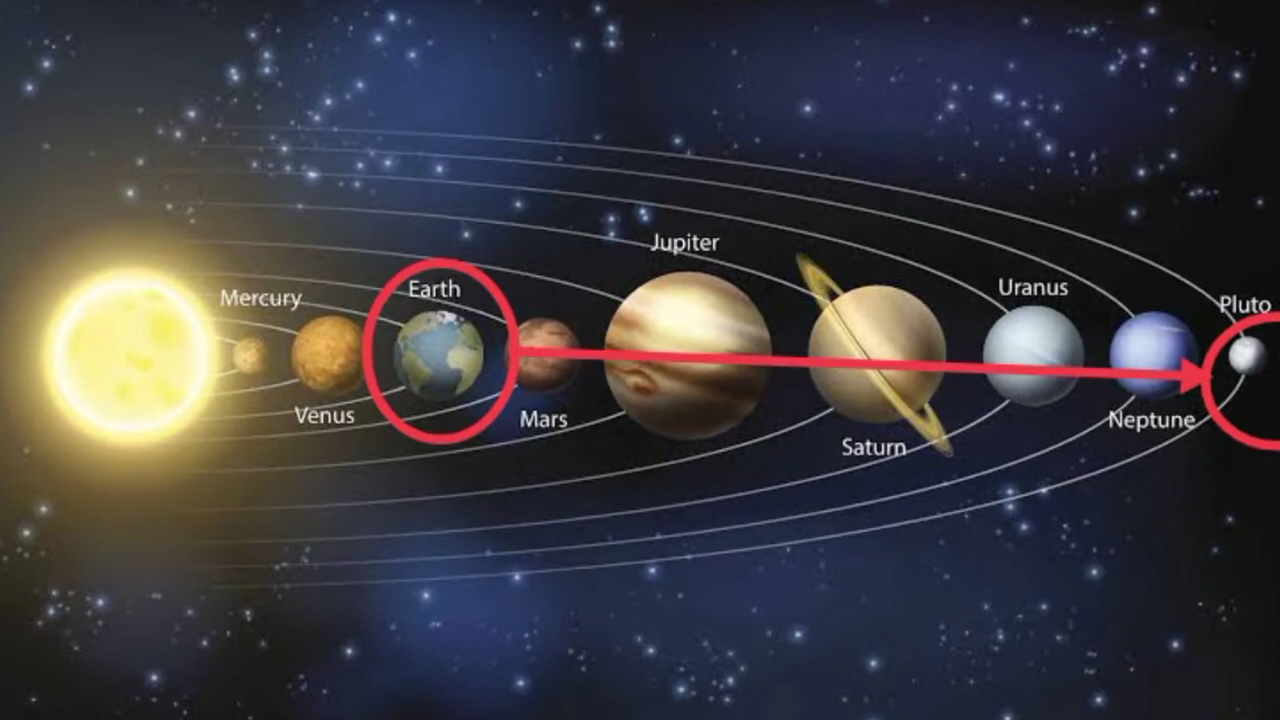 Mercury
Venus
Earth
Mars
Jupiter
Saturn
Uranus
Neptune
Pluto